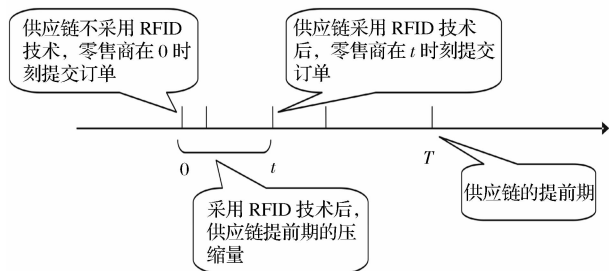 供应链不采用 RFID
技术，零售商在 0 时
刻提交订单
供应链采用 RFID 技术
后，零售商在 t 时刻提交
订单
0
t
T
采用 RFID 技术后，
供应链提前期的压
缩量
供应链的提前期